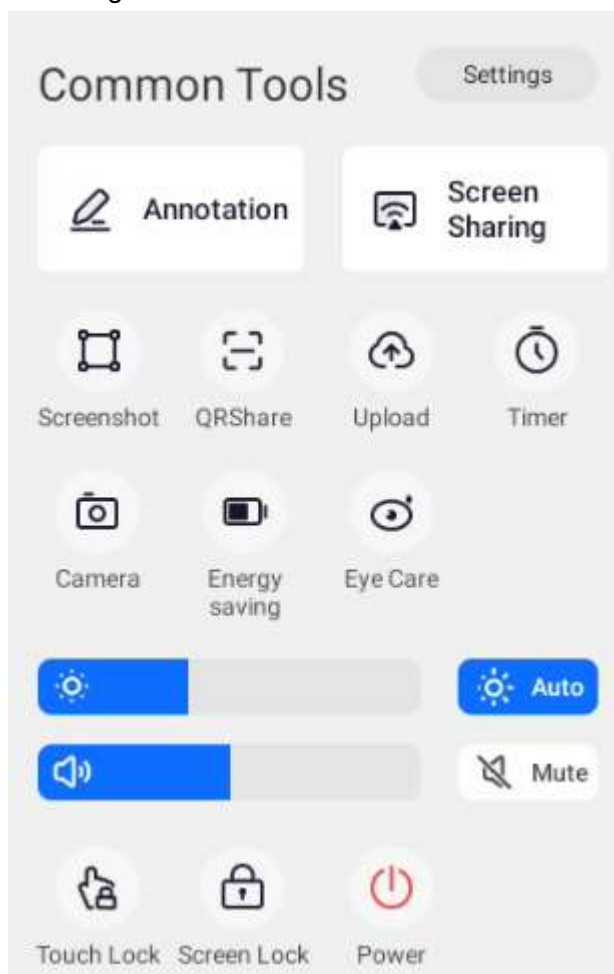 Common Tools
Settings
Annotation
Screen
Sharing
Screenshot
QRShare
Upload
Timer
Camera
Energy
saving
Eye Care
Auto
Mute
Touch Lock
Screen Lock
Power